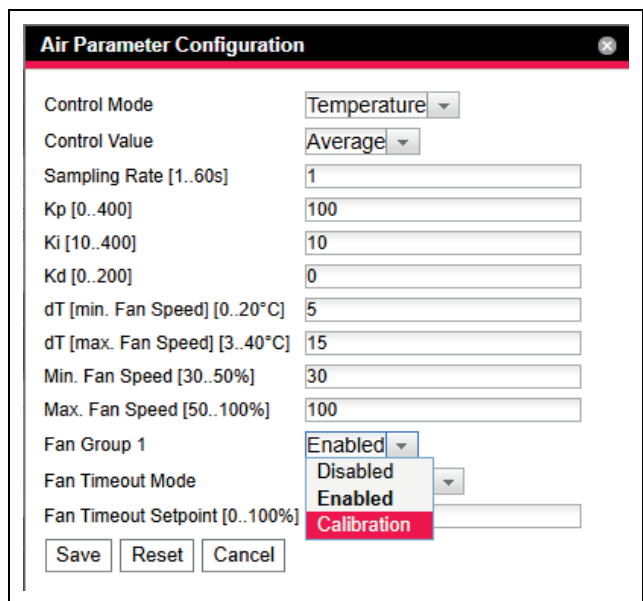 Air Parameter Configuration
Control Mode Temperature
Control Value Average
Sampling Rate [1..60s] 1
Kp [0..400] 100
Ki [10..400] 10
Kd [0..200] 0
dT [min. Fan Speed] [0..20°C] 5
dT [max. Fan Speed] [3..40°C] 15
Min. Fan Speed [30..50%] 30
Max. Fan Speed [50..100%] 100
Fan Group 1 Enabled
Disabled
Fan Timeout Mode
Enabled
Fan Timeout Setpoint [0..100%]
Calibration
Save Reset Cancel